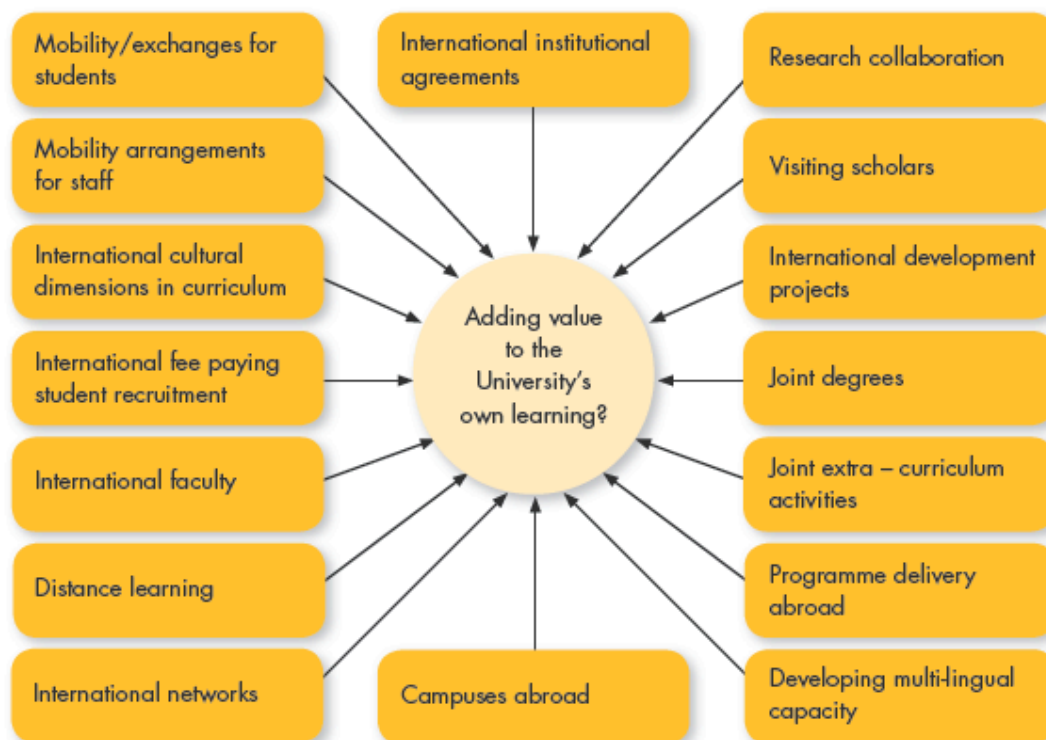 Mobility/exchanges for
students
International institutional
agreements
Research collaboration
Mobility arrangements
for staff
Visiting scholars
International cultural
dimensions in curriculum
International development
projects
Adding value
to the
University's
own learning?
International fee paying
student recruitment
Joint degrees
International faculty
Joint extra – curriculum
activities
Distance learning
Programme delivery
abroad
International networks
Campuses abroad
Developing multi-lingual
capacity